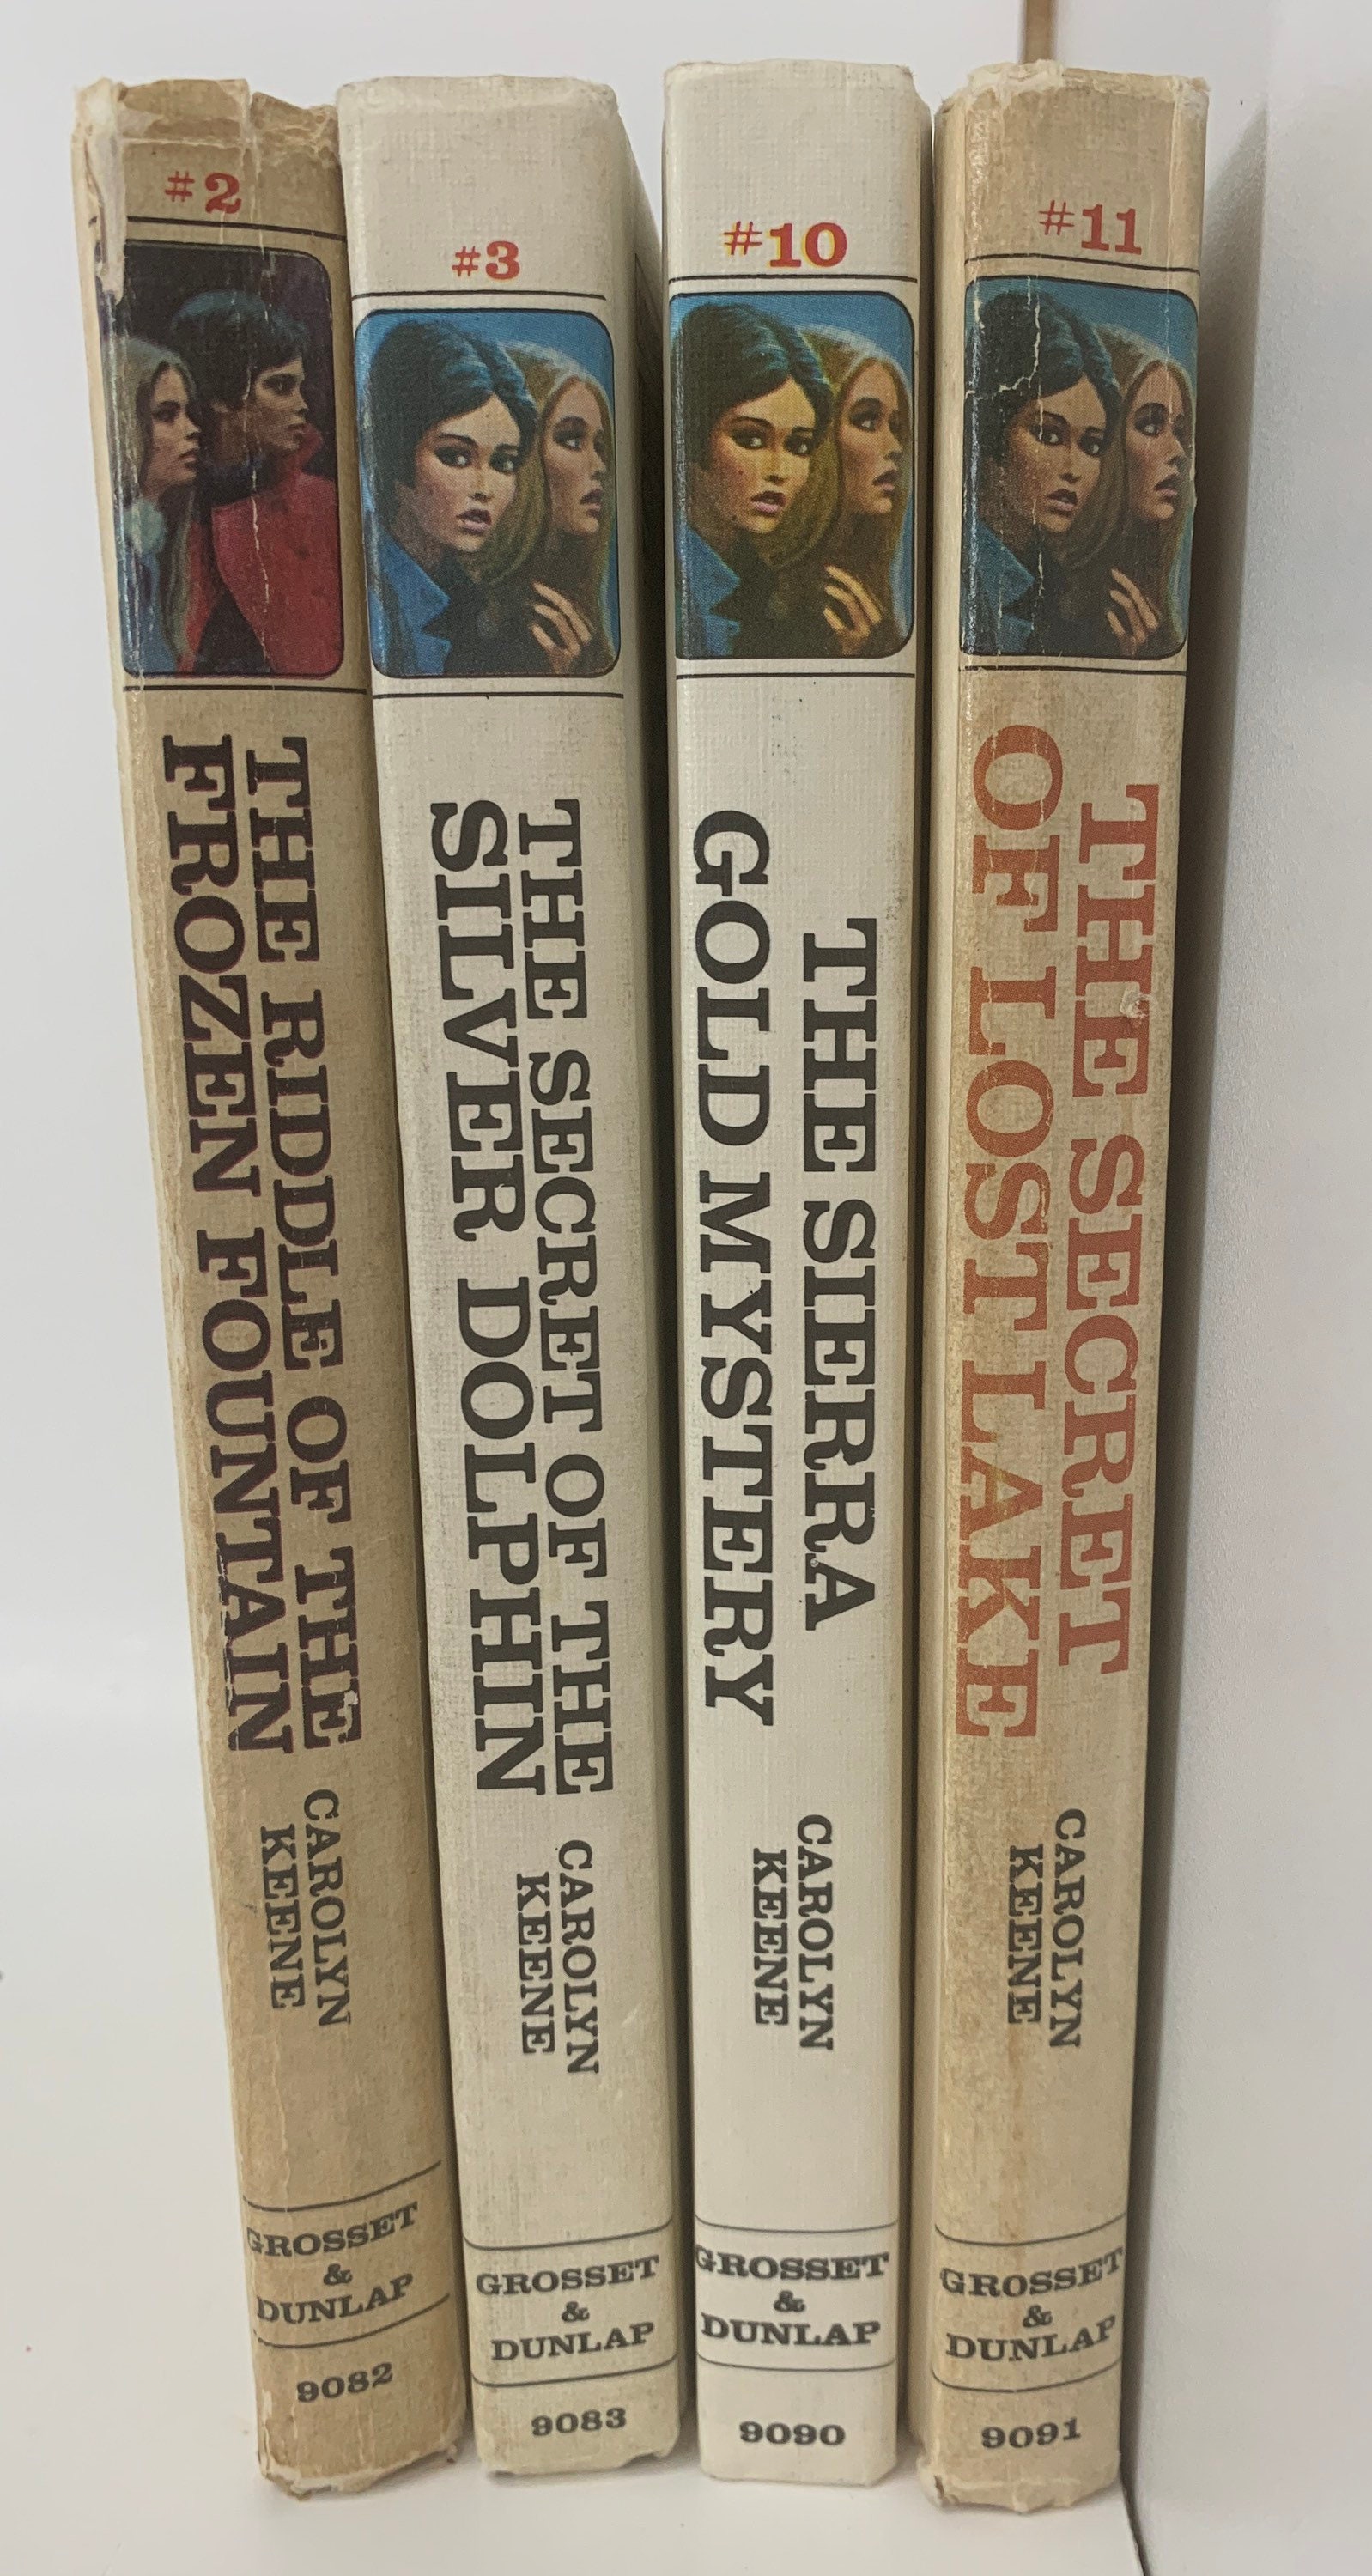 #2
THE RIDDLE OF THE
FROZEN FOUNTAIN
CAROLYN
KEENE
GROSSET
&
DUNLAP
9082
#3
THE SECRET OF THE
SILVER DOLPHIN
CAROLYN
KEENE
GROSSET
&
DUNLAP
9083
#10
THE SIERRA
GOLD MYSTERY
CAROLYN
KEENE
GROSSET
&
DUNLAP
9090
#11
THE SECRET
OF LOST LAKE
CAROLYN
KEENE
GROSSET
&
DUNLAP
9091